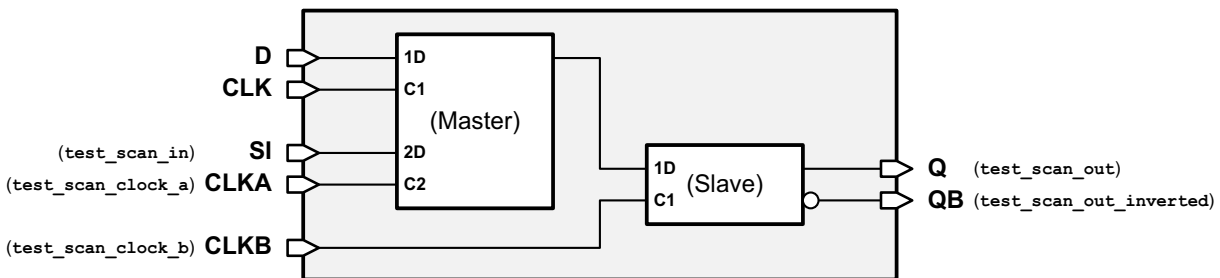 D 1D
CLK C1
(Master)
(test_scan_in) SI 2D
(test_scan_clock_a) CLKA C2
1D (Slave) Q (test_scan_out)
C1 QB (test_scan_out_inverted)
(test_scan_clock_b) CLKB